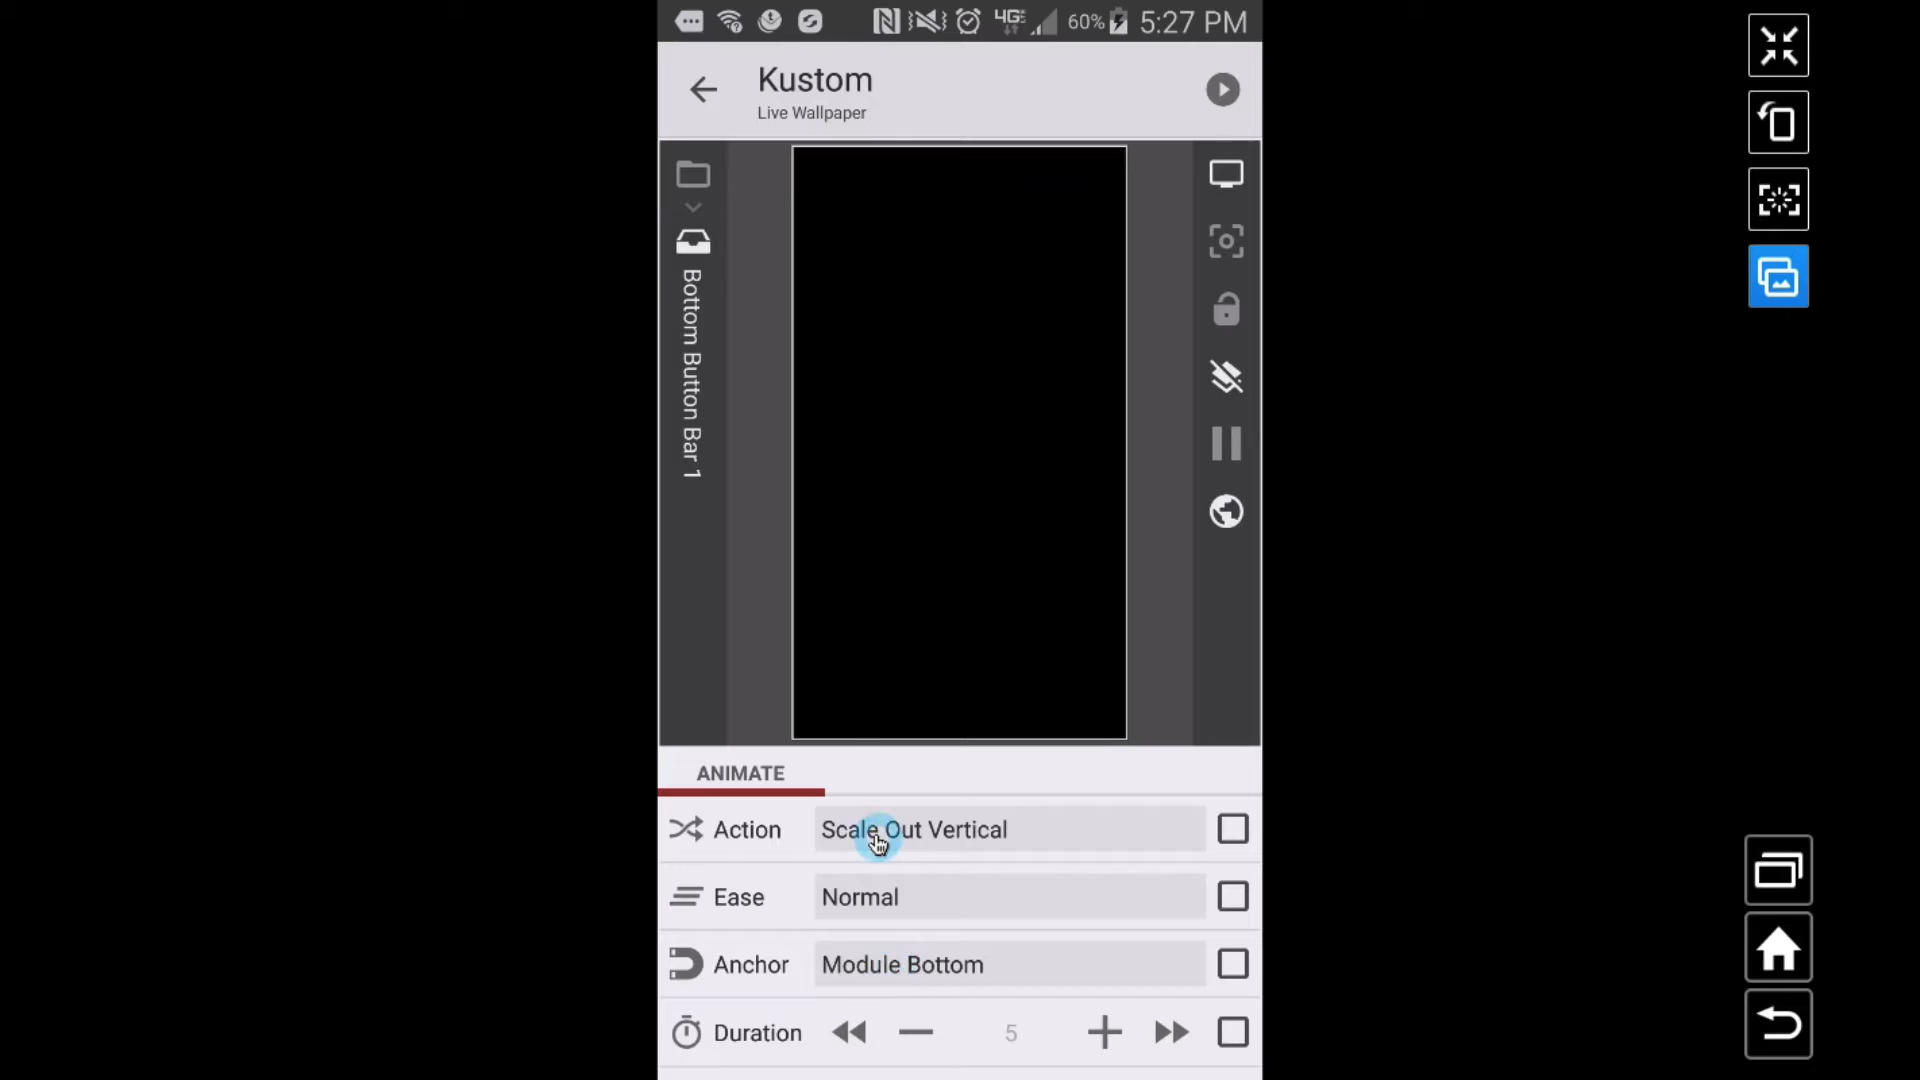 4G 60% 5:27 PM
Kustom
Live Wallpaper
Bottom Button Bar 1
ANIMATE
Action Scale Out Vertical
Ease Normal
Anchor Module Bottom
Duration 5